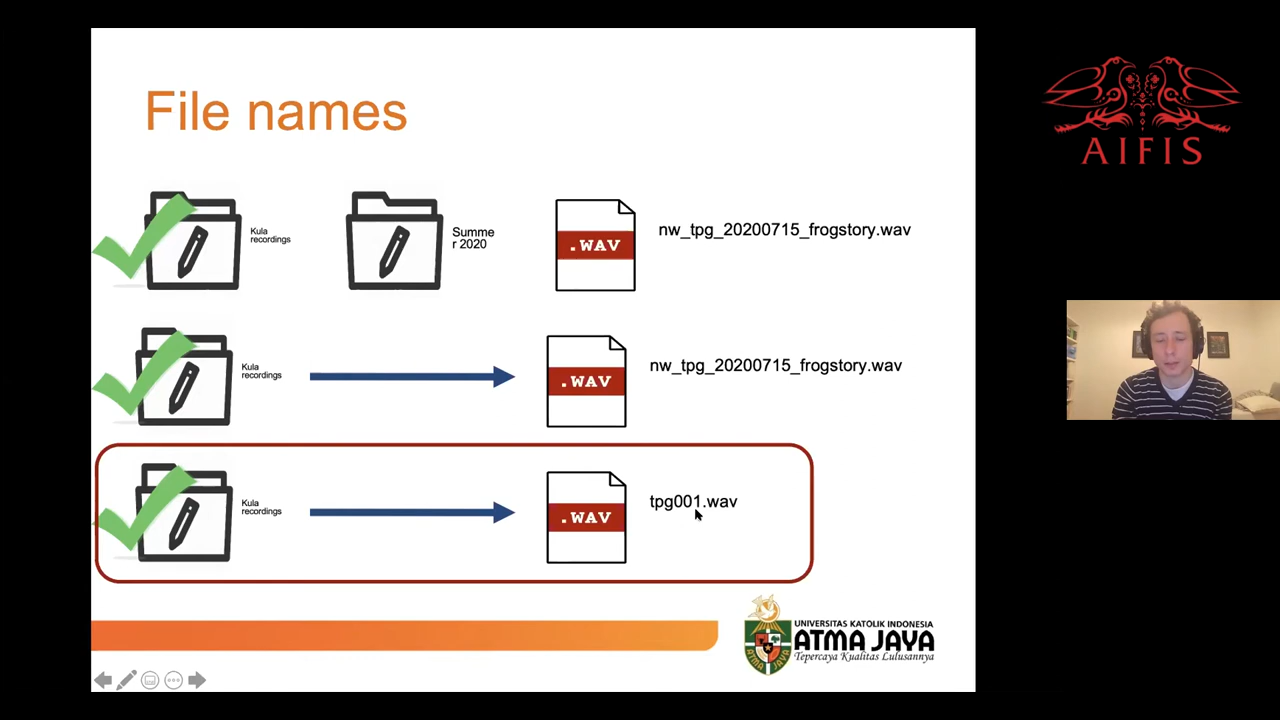 File names
Kula
recordings
Summe
r 2020
.WAV
nw_tpg_20200715_frogstory.wav
Kula
recordings
.WAV
nw_tpg_20200715_frogstory.wav
Kula
recordings
.WAV
tpg001.wav
UNIVERSITAS KATOLIK INDONESIA
ATMA JAYA
Tepercaya Kualitas Lulusannya
AIFIS